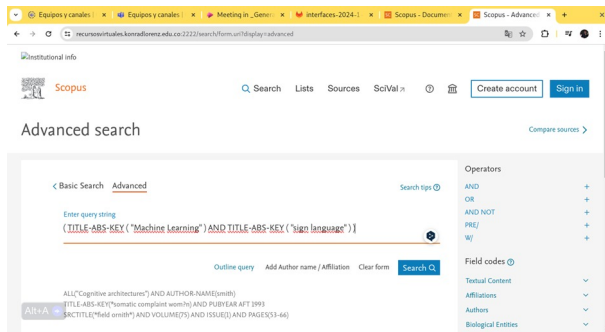 Equipos y canales |
Equipos y canales |
Meeting in _Gener
interfaces-2024-1
Scopus - Documen
Scopus - Advanced
recursosvirtuales.konradlorenz.edu.co:2222/search/form.uri?display=advanced
Institutional info
Scopus
Search
Lists
Sources
SciVal
Create account
Sign in
Advanced search
Compare sources
Basic Search
Advanced
Search tips
Enter query string
( TITLE-ABS-KEY ( "Machine Learning" ) AND TITLE-ABS-KEY ( "sign language" ) )
Outline query
Add Author name / Affiliation
Clear form
Search
ALL("Cognitive architectures") AND AUTHOR-NAME(smith)
TITLE-ABS-KEY(*somatic complaint wom?n) AND PUBYEAR AFT 1993
SRCTITLE(*field ornith*) AND VOLUME(75) AND ISSUE(1) AND PAGES(53-66)
Alt+A
Operators
AND +
OR +
AND NOT +
PRE/ +
W/ +
Field codes
Textual Content
Affiliations
Authors
Biological Entities